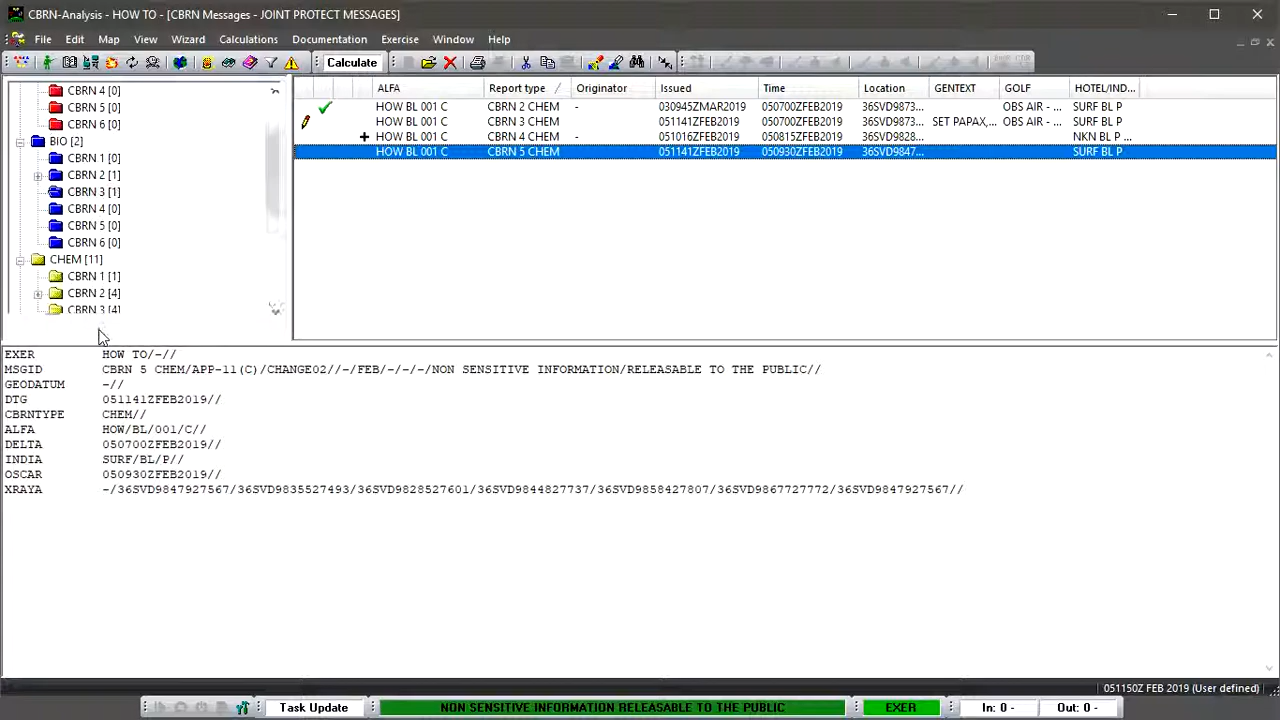 CBRN-Analysis - HOW TO - [CBRN Messages - JOINT PROTECT MESSAGES]
File Edit Map View Wizard Calculations Documentation Exercise Window Help
Calculate
CBRN 4 [0]
CBRN 5 [0]
CBRN 6 [0]
BIO [2]
CBRN 1 [0]
CBRN 2 [1]
CBRN 3 [1]
CBRN 4 [0]
CBRN 5 [0]
CBRN 6 [0]
CHEM [11]
CBRN 1 [1]
CBRN 2 [4]
CBRN 3 [4]
ALFA Report type Originator Issued Time Location GENTEXT GOLF HOTEL/IND...
HOW BL 001 C CBRN 2 CHEM - 030945ZMAR2019 050700ZFEB2019 36SVD9873... OBS AIR - ... SURF BL P
HOW BL 001 C CBRN 3 CHEM 051141ZFEB2019 050700ZFEB2019 36SVD9873... SET PAPAX,... OBS AIR - ... SURF BL P
HOW BL 001 C CBRN 4 CHEM - 051016ZFEB2019 050815ZFEB2019 36SVD9828... NKN BL P ...
HOW BL 001 C CBRN 5 CHEM 051141ZFEB2019 050930ZFEB2019 36SVD9847... SURF BL P
EXER HOW TO/-//
MSGID CBRN 5 CHEM/APP-11(C)/CHANGE02//-/FEB/-/-/-/NON SENSITIVE INFORMATION/RELEASABLE TO THE PUBLIC//
GEODATUM -//
DTG 051141ZFEB2019//
CBRNTYPE CHEM//
ALFA HOW/BL/001/C//
DELTA 050700ZFEB2019//
INDIA SURF/BL/P//
OSCAR 050930ZFEB2019//
XRAYA -/36SVD9847927567/36SVD9835527493/36SVD9828527601/36SVD9844827737/36SVD9858427807/36SVD9867727772/36SVD9847927567//
051150Z FEB 2019 (User defined)
Task Update NON SENSITIVE INFORMATION RELEASABLE TO THE PUBLIC EXER In: 0 - Out: 0 -